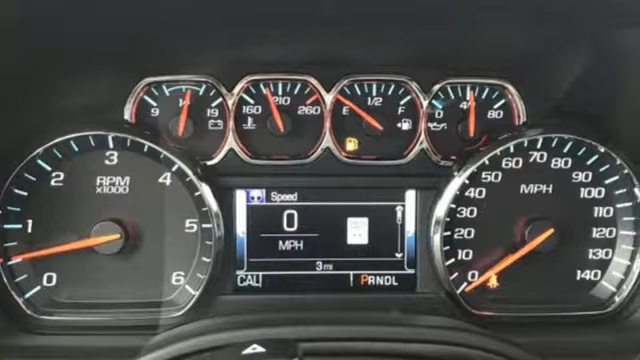 9 14 19
160 210 260
E 1/2 F
0 40 80
RPM
x1000
0 1 2 3 4 5 6
Speed
0
MPH
3 mi
CAL PRNDL
MPH
0 10 20 30 40 50 60 70 80 90 100 110 120 130 140